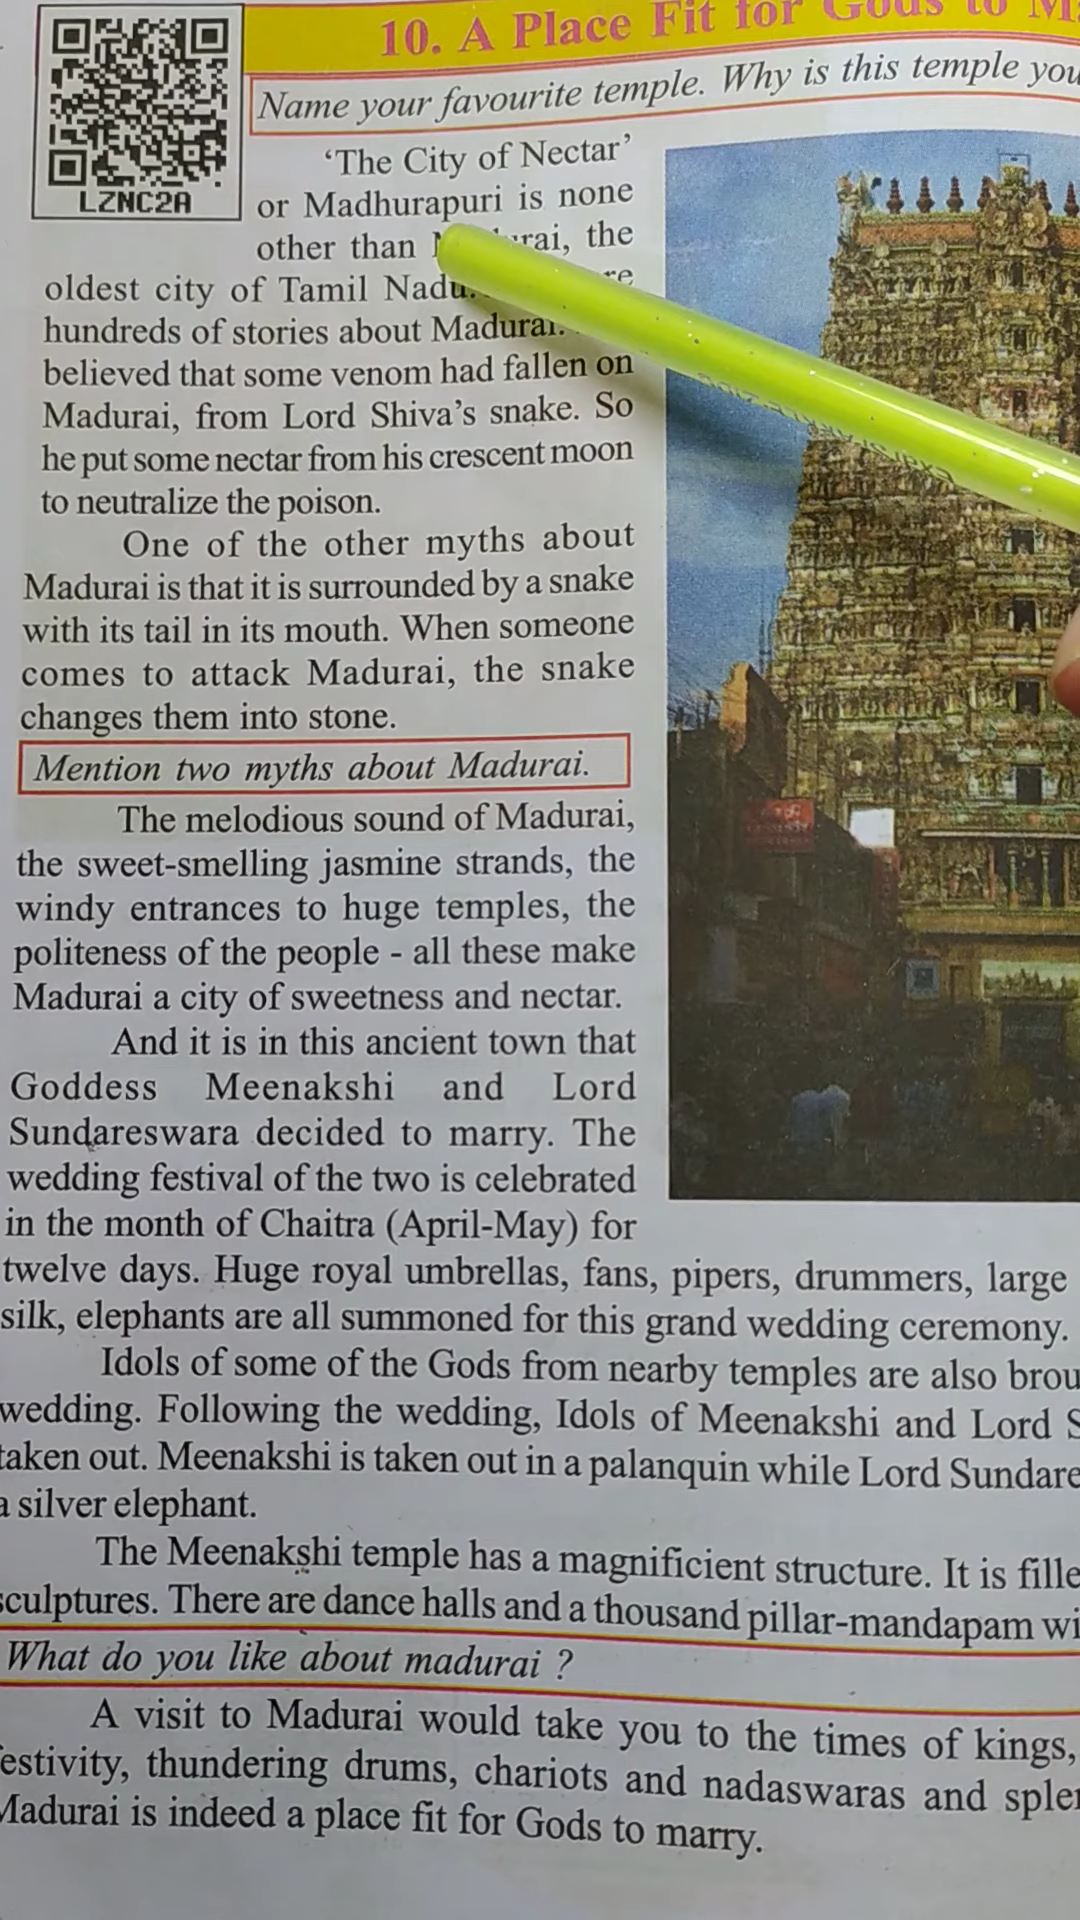 10. A Place Fit for Gods to
Name your favourite temple. Why is this temple you
LZNC2A
‘The City of Nectar’
or Madhurapuri is none
other than the
oldest city of Tamil Nadu.
hundreds of stories about Madurai.
believed that some venom had fallen on
Madurai, from Lord Shiva’s snake. So
he put some nectar from his crescent moon
to neutralize the poison.
One of the other myths about
Madurai is that it is surrounded by a snake
with its tail in its mouth. When someone
comes to attack Madurai, the snake
changes them into stone.
Mention two myths about Madurai.
The melodious sound of Madurai,
the sweet-smelling jasmine strands, the
windy entrances to huge temples, the
politeness of the people - all these make
Madurai a city of sweetness and nectar.
And it is in this ancient town that
Goddess Meenakshi and Lord
Sundareswara decided to marry. The
wedding festival of the two is celebrated
in the month of Chaitra (April-May) for
twelve days. Huge royal umbrellas, fans, pipers, drummers, large
silk, elephants are all summoned for this grand wedding ceremony.
Idols of some of the Gods from nearby temples are also brou
wedding. Following the wedding, Idols of Meenakshi and Lord S
taken out. Meenakshi is taken out in a palanquin while Lord Sundare
a silver elephant.
The Meenakshi temple has a magnificient structure. It is fille
sculptures. There are dance halls and a thousand pillar-mandapam wi
What do you like about madurai ?
A visit to Madurai would take you to the times of kings,
estivity, thundering drums, chariots and nadaswaras and splen
Madurai is indeed a place fit for Gods to marry.